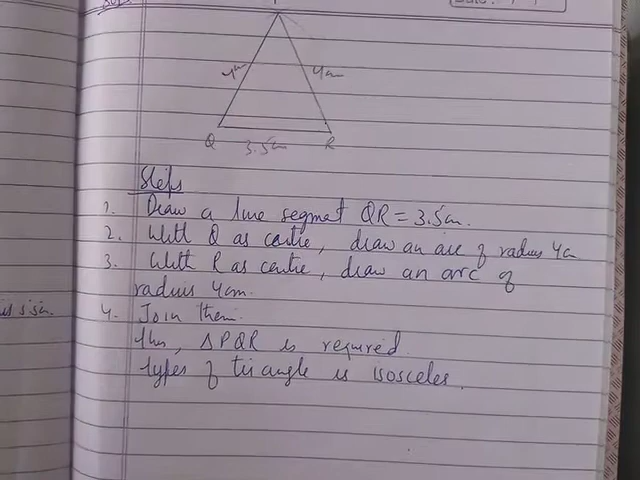 P
4cm
4cm
Q
R
3.5cm
Steps
1. Draw a line segment QR = 3.5cm.
2. With Q as centre, draw an arc of radius 4cm
3. With R as centre, draw an arc of
radius 4cm.
4. Join them.
thus, ΔPQR is required.
types of triangle is isosceles.